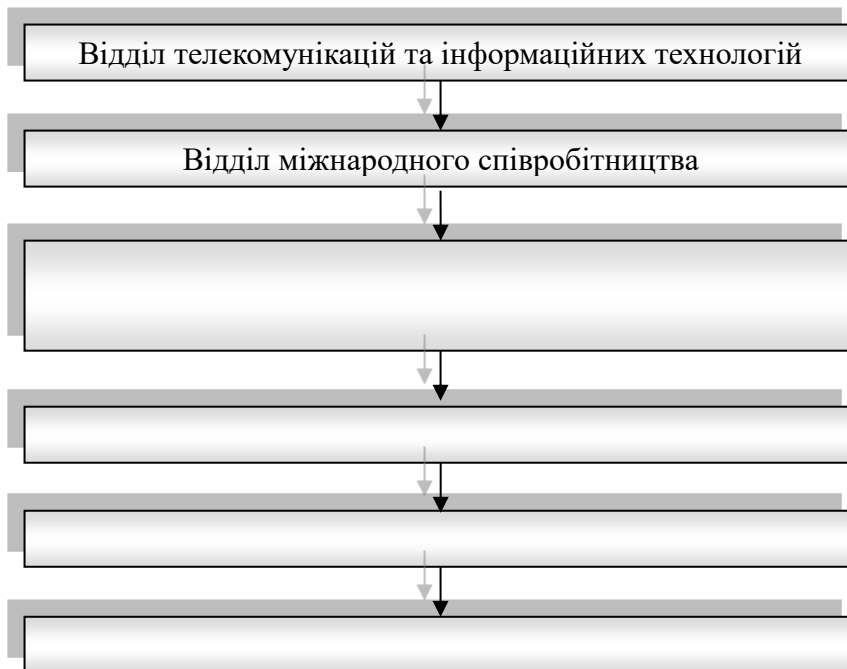 Відділ телекомунікацій та інформаційних технологій
Відділ міжнародного співробітництва